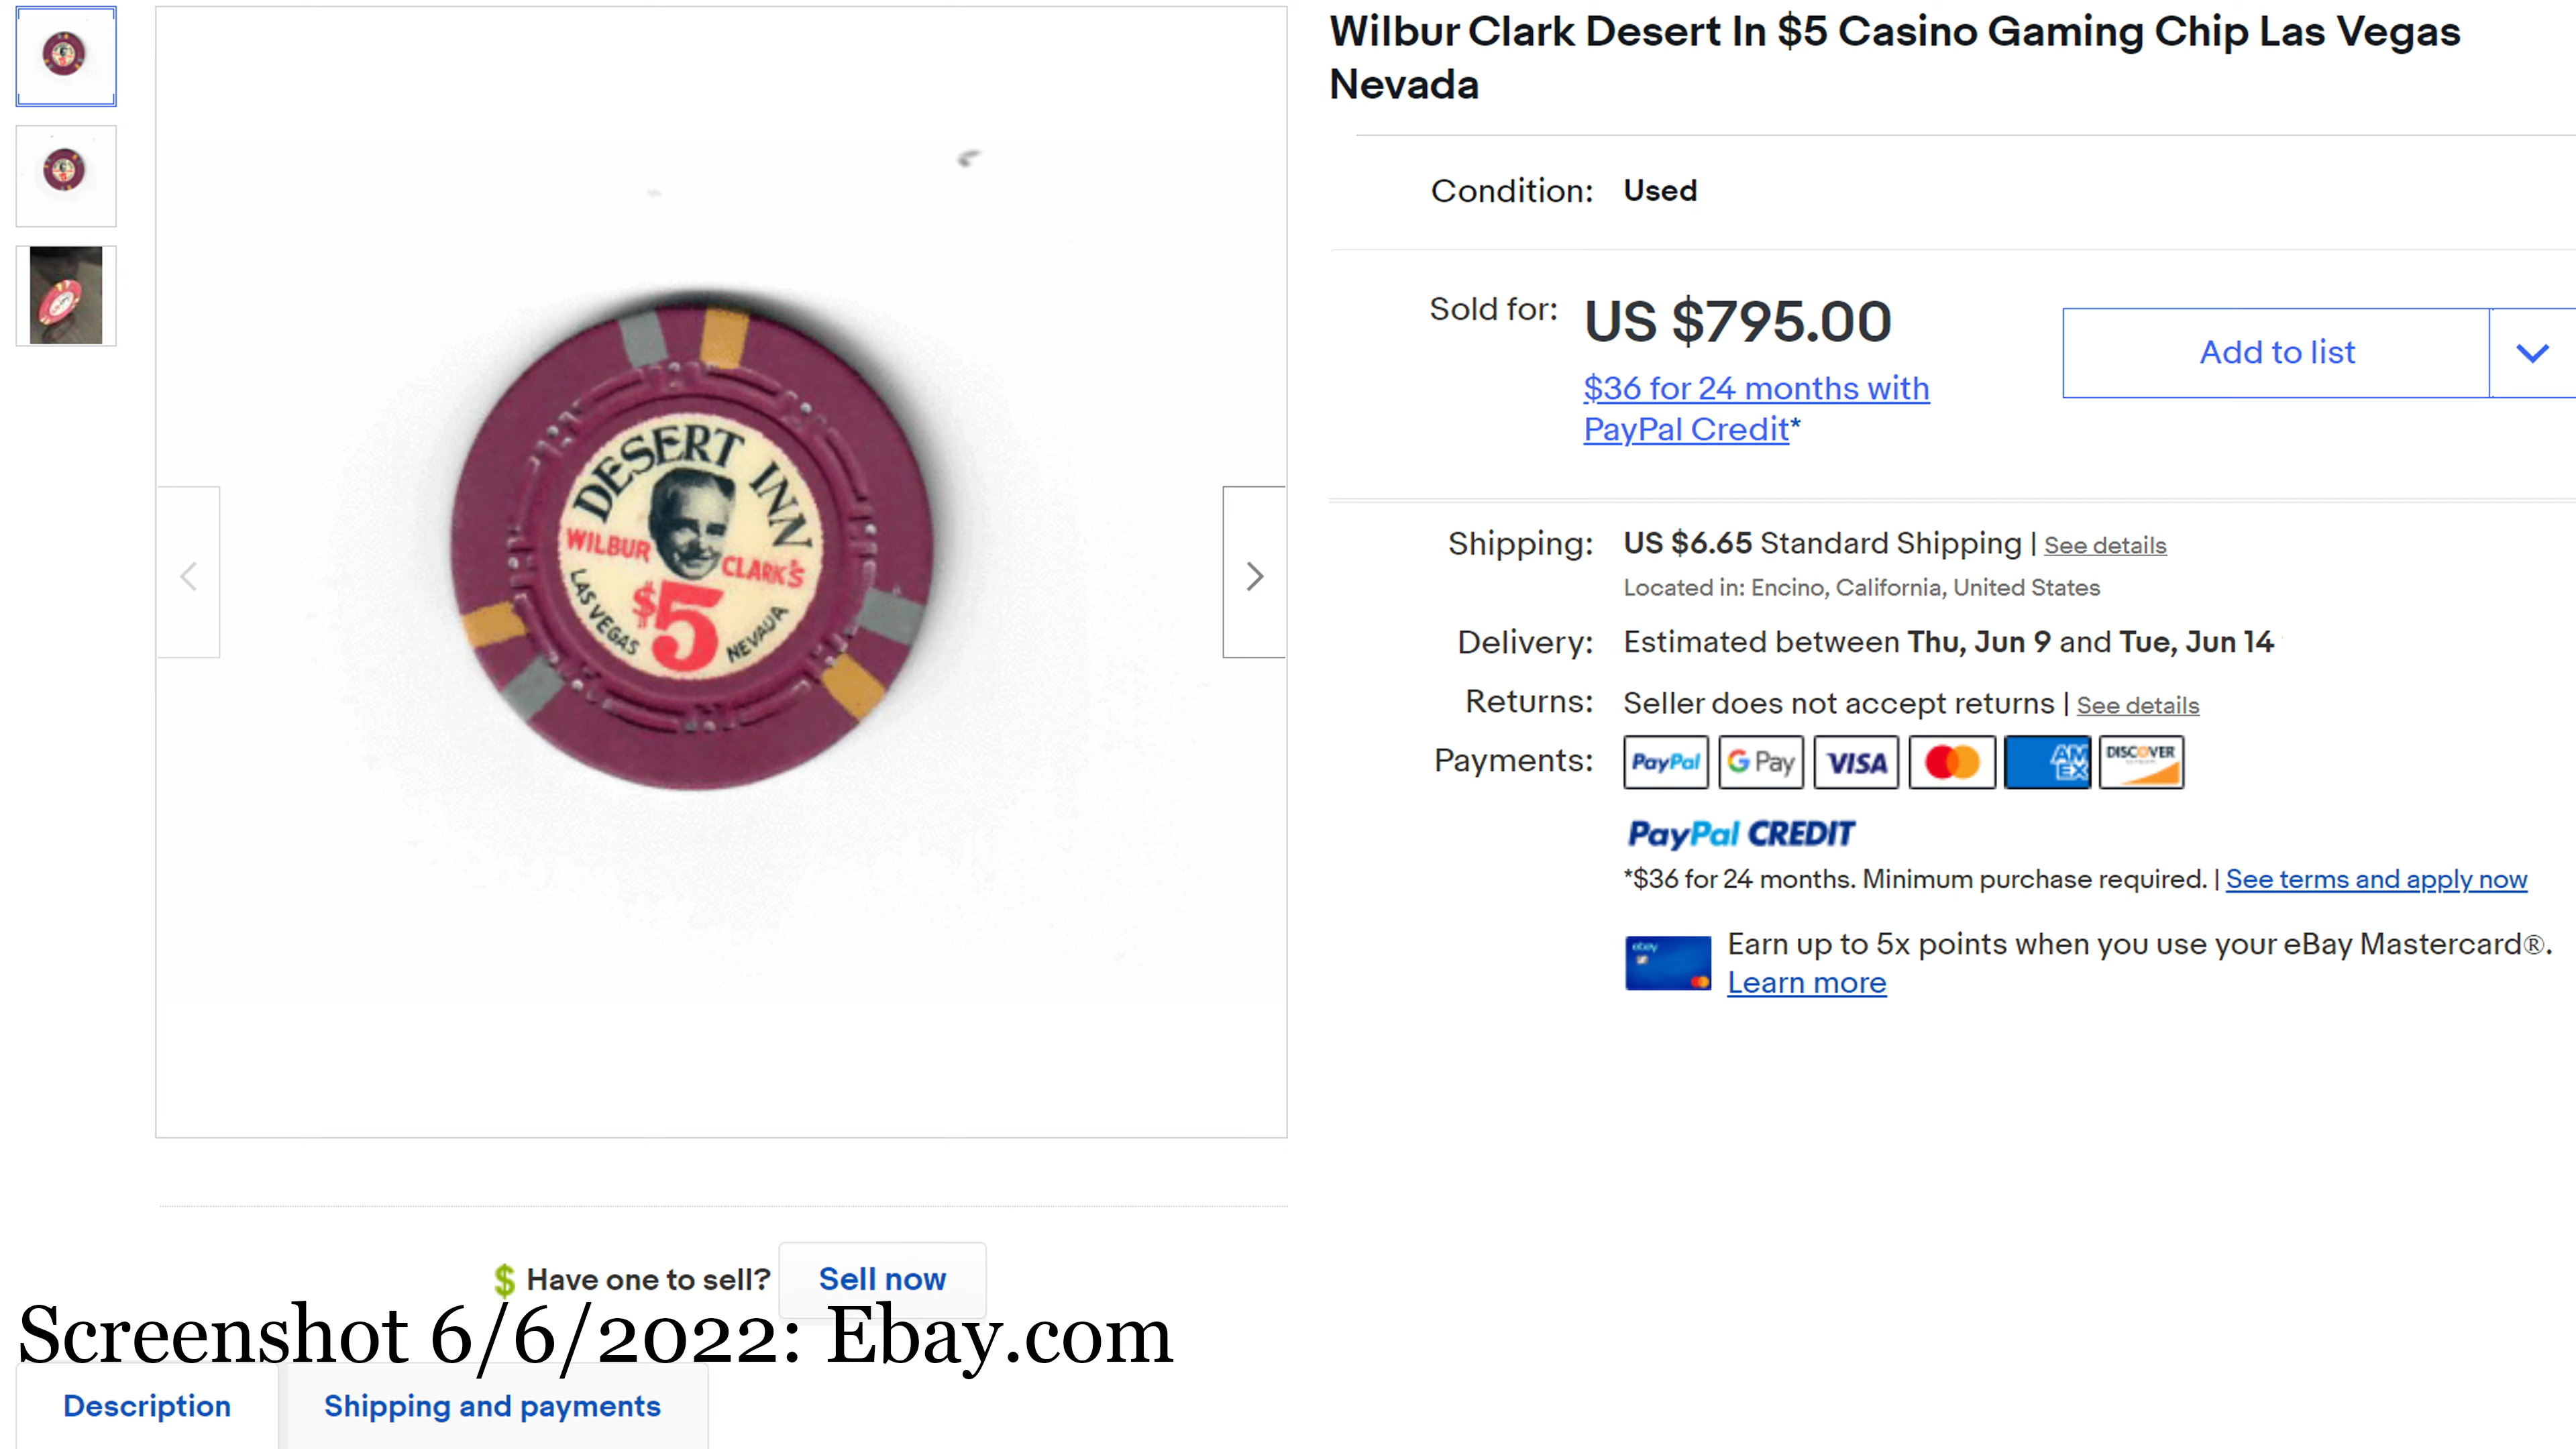 Wilbur Clark Desert In $5 Casino Gaming Chip Las Vegas
Nevada
Condition: Used
Sold for: US $795.00
$36 for 24 months with
PayPal Credit*
Add to list
Shipping: US $6.65 Standard Shipping | See details
Located in: Encino, California, United States
Delivery: Estimated between Thu, Jun 9 and Tue, Jun 14
Returns: Seller does not accept returns | See details
Payments: PayPal G Pay VISA AMEX DISCOVER
PayPal CREDIT
*$36 for 24 months. Minimum purchase required. | See terms and apply now
ebay
Earn up to 5x points when you use your eBay Mastercard®.
Learn more
DESERT INN
WILBUR CLARK'S
$5
LAS VEGAS NEVADA
$ Have one to sell? Sell now
Screenshot 6/6/2022: Ebay.com
Description Shipping and payments